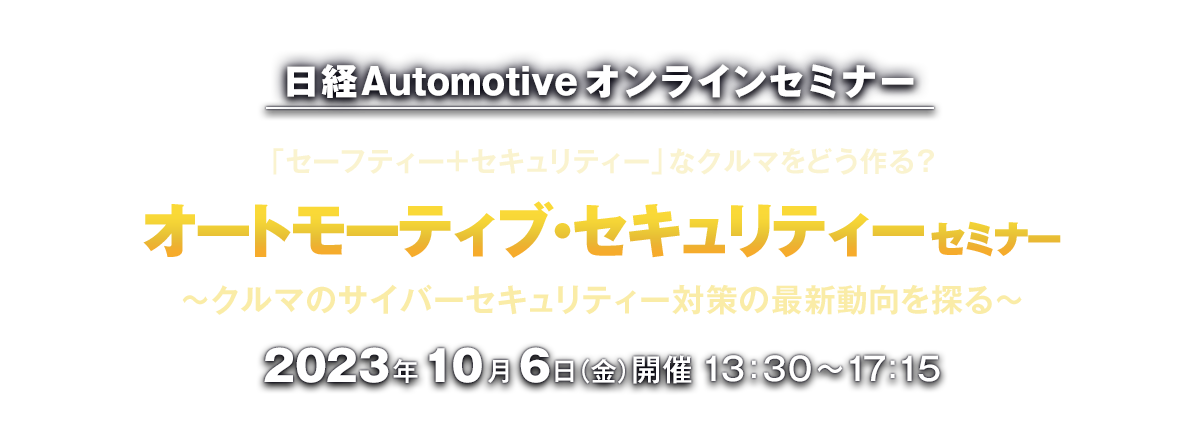 日経Automotive オンラインセミナー
「セーフティー＋セキュリティー」なクルマをどう作る？
オートモーティブ・セキュリティーセミナー
～クルマのサイバーセキュリティー対策の最新動向を探る～
2023年10月6日（金）開催 13：30～17：15